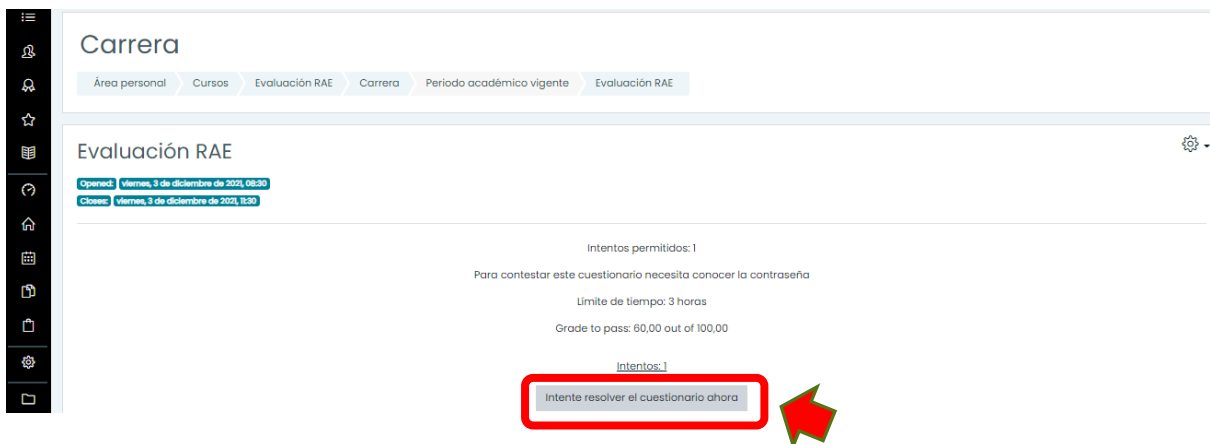 Carrera
Área personal Cursos Evaluación RAE Carrera Periodo académico vigente Evaluación RAE
Evaluación RAE
Opened: viernes, 3 de diciembre de 2021, 08:30
Closes: viernes, 3 de diciembre de 2021, 11:30
Intentos permitidos: 1
Para contestar este cuestionario necesita conocer la contraseña
Límite de tiempo: 3 horas
Grade to pass: 60,00 out of 100,00
Intentos: 1
Intente resolver el cuestionario ahora